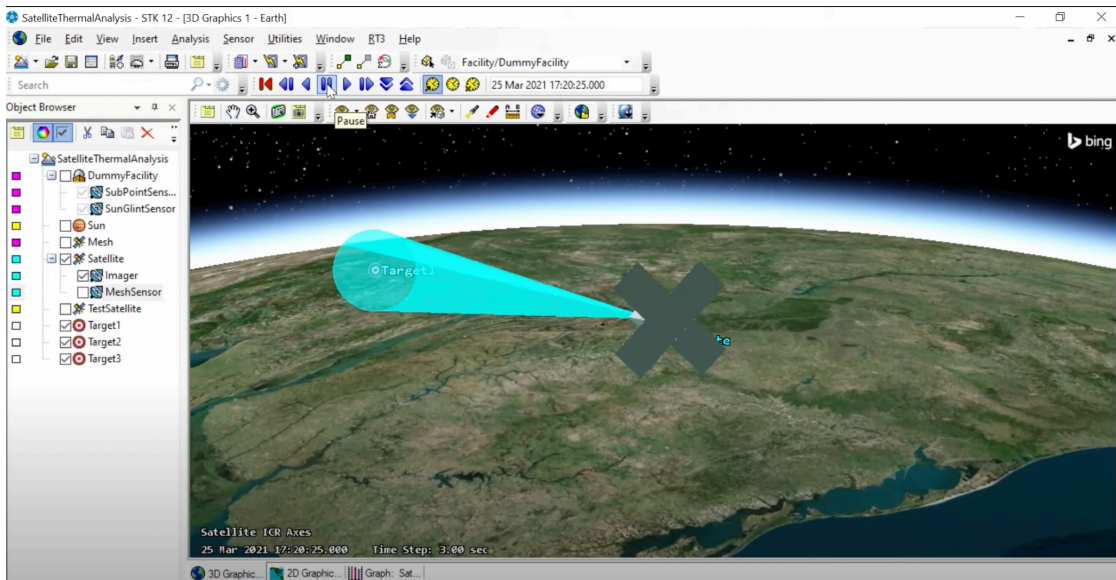 SatelliteThermalAnalysis - STK 12 - [3D Graphics 1 - Earth]
File Edit View Insert Analysis Sensor Utilities Window RT3 Help
Facility/DummyFacility
Search
25 Mar 2021 17:20:25.000
Object Browser
Pause
bing
SatelliteThermalAnalysis
DummyFacility
SubPointSens...
SunGlintSensor
Sun
Mesh
Satellite
Imager
MeshSensor
TestSatellite
Target1
Target2
Target3
Target1
Satellite ICR Axes
25 Mar 2021 17:20:25.000 Time Step: 3.00 sec
3D Graphic... 2D Graphic... Graph: Sat...